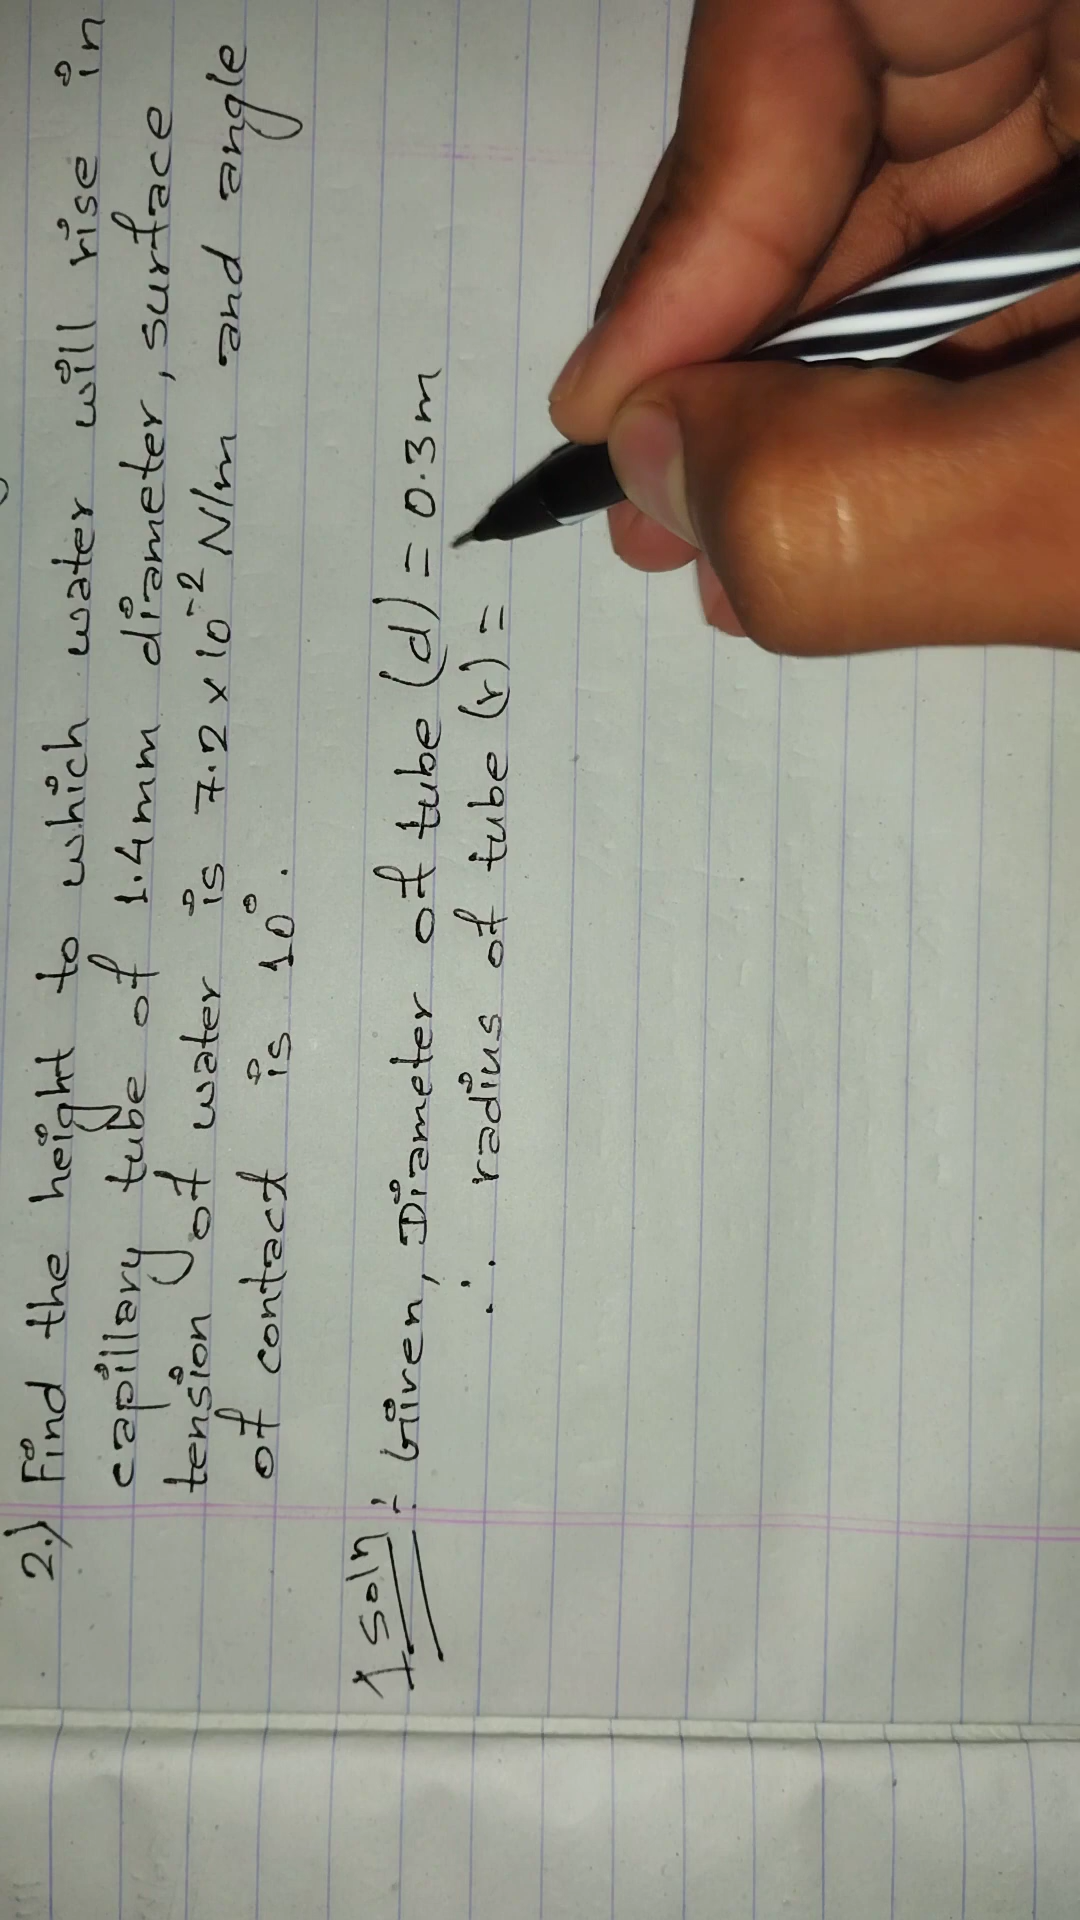 2.) Find the height to which water will rise in
capillary tube of 1.4mm diameter, surface
tension of water is 7.2 × 10⁻² N/m and angle
of contact is 10°.
1 soln : Given, Diameter of tube (d) = 0.3m
∴ radius of tube (r) =